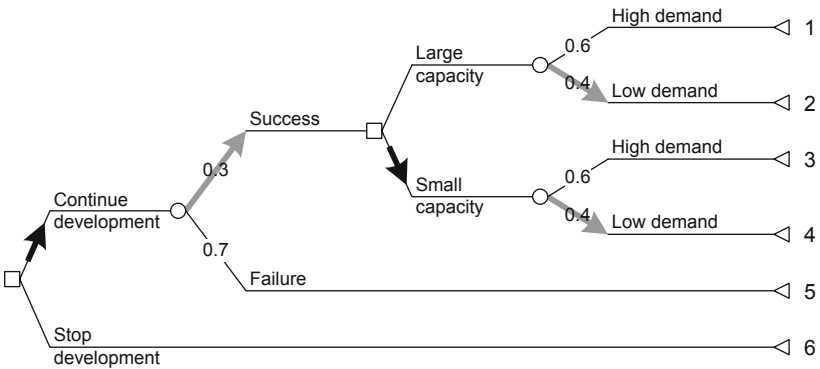 High demand
1
0.6
Large
capacity
0.4
Low demand
2
Success
High demand
3
0.3
0.6
Small
capacity
0.4
Continue
development
Low demand
4
0.7
Failure
5
Stop
development
6